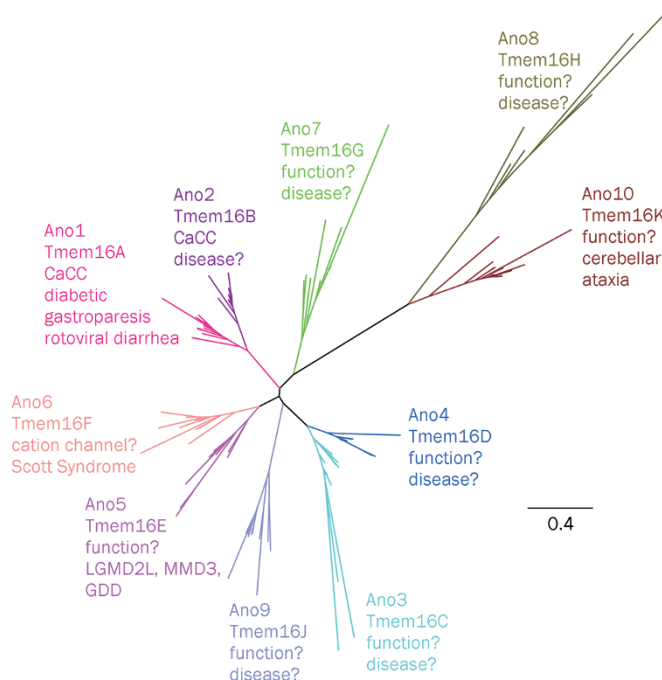 Ano8
Tmem16H
function?
disease?
Ano7
Tmem16G
function?
disease?
Ano2
Tmem16B
CaCC
disease?
Ano10
Tmem16K
function?
cerebellar
ataxia
Ano1
Tmem16A
CaCC
diabetic
gastroparesis
rotoviral diarrhea
Ano6
Tmem16F
cation channel?
Scott Syndrome
Ano4
Tmem16D
function?
disease?
Ano5
Tmem16E
function?
LGMD2L, MMD3,
GDD
0.4
Ano9
Tmem16J
function?
disease?
Ano3
Tmem16C
function?
disease?